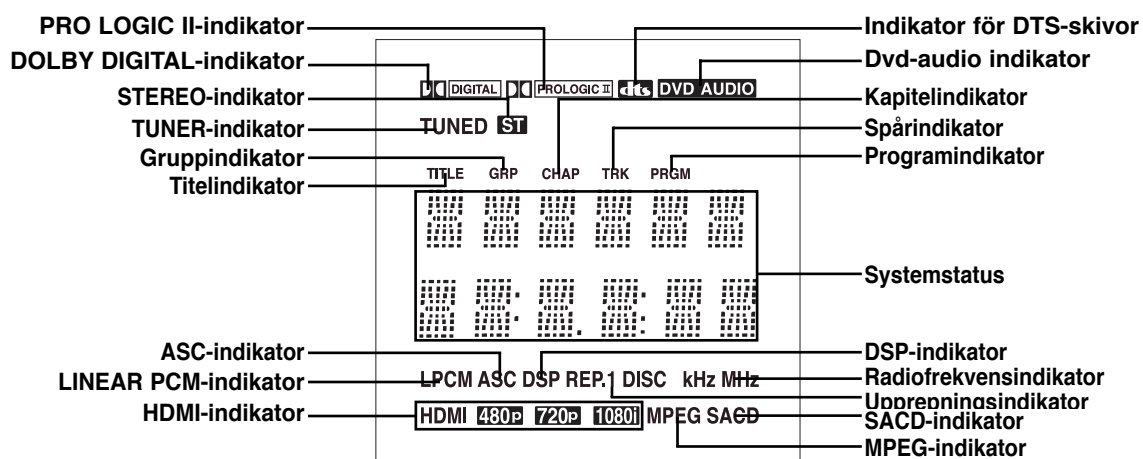 PRO LOGIC II-indikator
DOLBY DIGITAL-indikator
STEREO-indikator
TUNER-indikator
Gruppindikator
Titelindikator
Indikator för DTS-skivor
Dvd-audio indikator
Kapitelindikator
Spårindikator
Programindikator
DIGITAL PROLOGIC II dts DVD AUDIO
TUNED ST
TITLE GRP CHAP TRK PRGM
Systemstatus
ASC-indikator
LINEAR PCM-indikator
HDMI-indikator
LPCM ASC DSP REP.1 DISC kHz MHz
HDMI 480p 720p 1080i MPEG SACD
DSP-indikator
Radiofrekvensindikator
Upprepningsindikator
SACD-indikator
MPEG-indikator